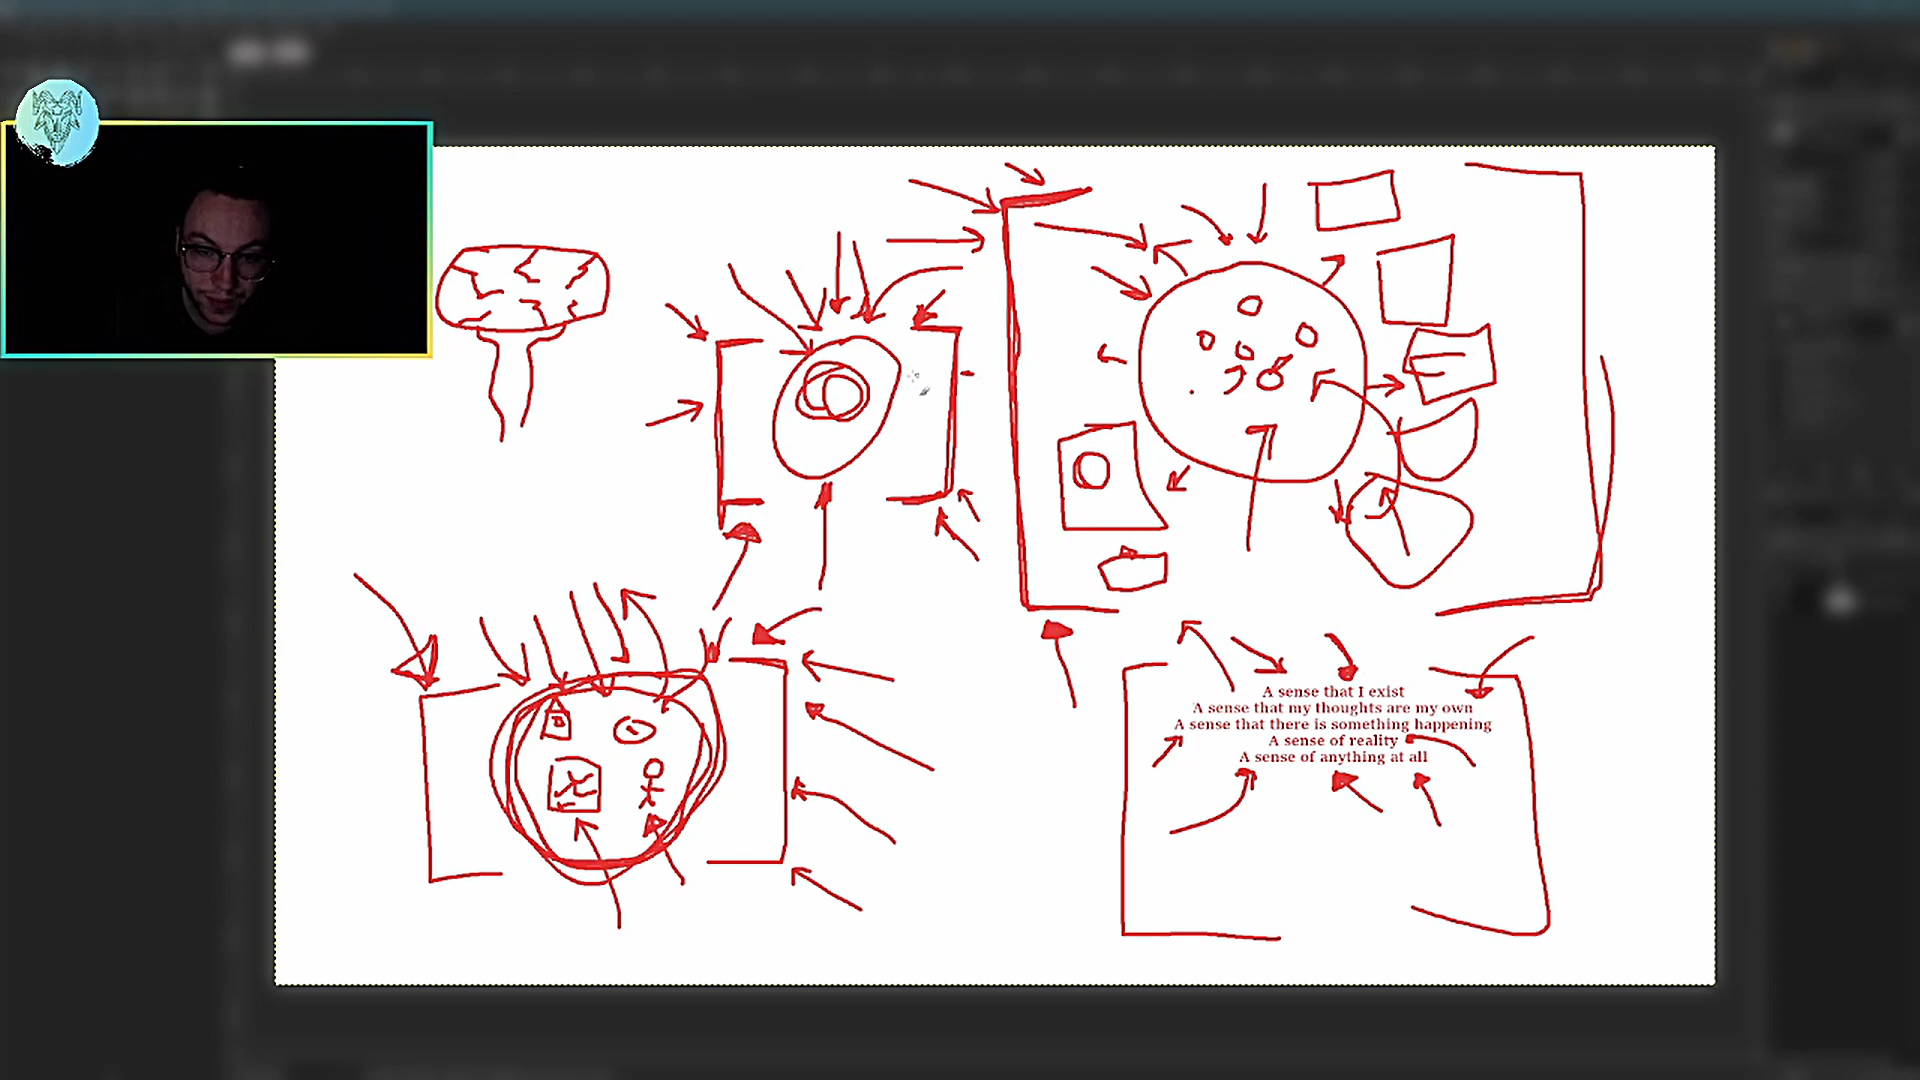 A sense that I exist
A sense that my thoughts are my own
A sense that there is something happening
A sense of reality
A sense of anything at all